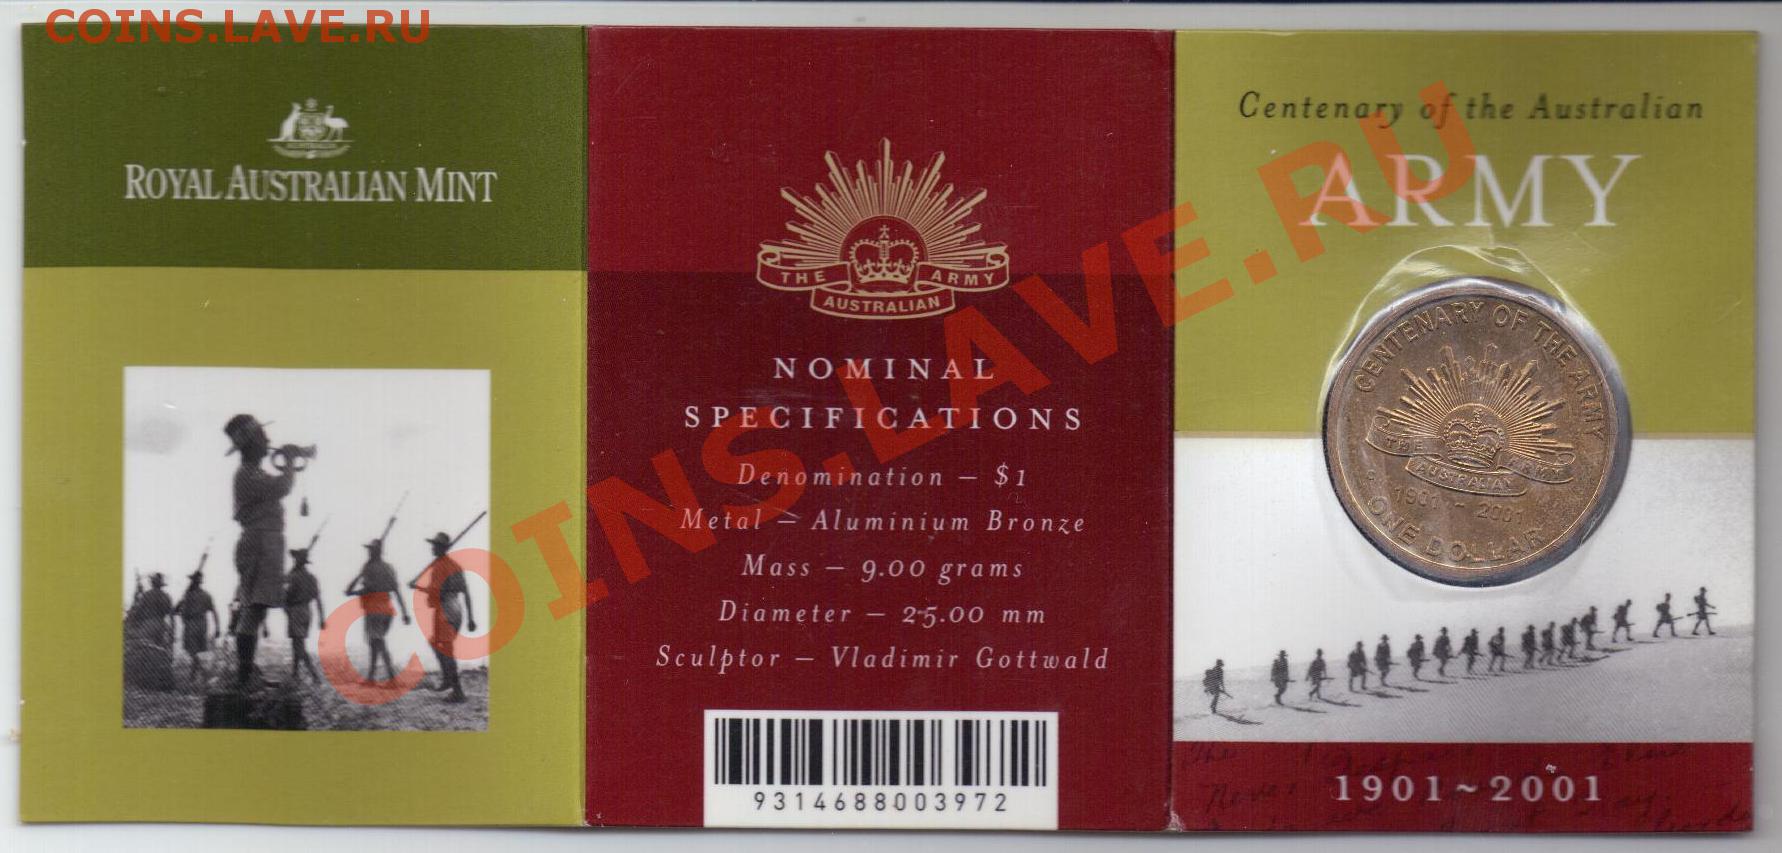 COINS.LAVE.RU
AUSTRALIA
ROYAL AUSTRALIAN MINT
THE AUSTRALIAN ARMY
NOMINAL
SPECIFICATIONS
Denomination – $1
Metal – Aluminium Bronze
Mass – 9.00 grams
Diameter – 25.00 mm
Sculptor – Vladimir Gottwald
9314688003972
Centenary of the Australian
ARMY
CENTENARY OF THE ARMY
THE AUSTRALIAN ARMY
C
1901 ~ 2001
ONE DOLLAR
The
1901~2001
COINS.LAVE.RU